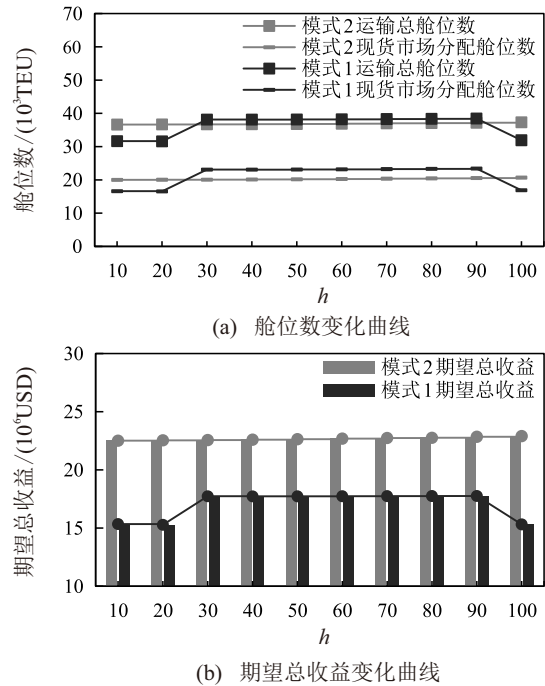 70
60
50
40
30
20
10
0
舱位数/(10³TEU)
模式2运输总舱位数
模式2现货市场分配舱位数
模式1运输总舱位数
模式1现货市场分配舱位数
10 20 30 40 50 60 70 80 90 100
h
(a) 舱位数变化曲线
30
25
20
15
10
期望总收益/(10⁶USD)
模式2期望总收益
模式1期望总收益
10 20 30 40 50 60 70 80 90 100
h
(b) 期望总收益变化曲线